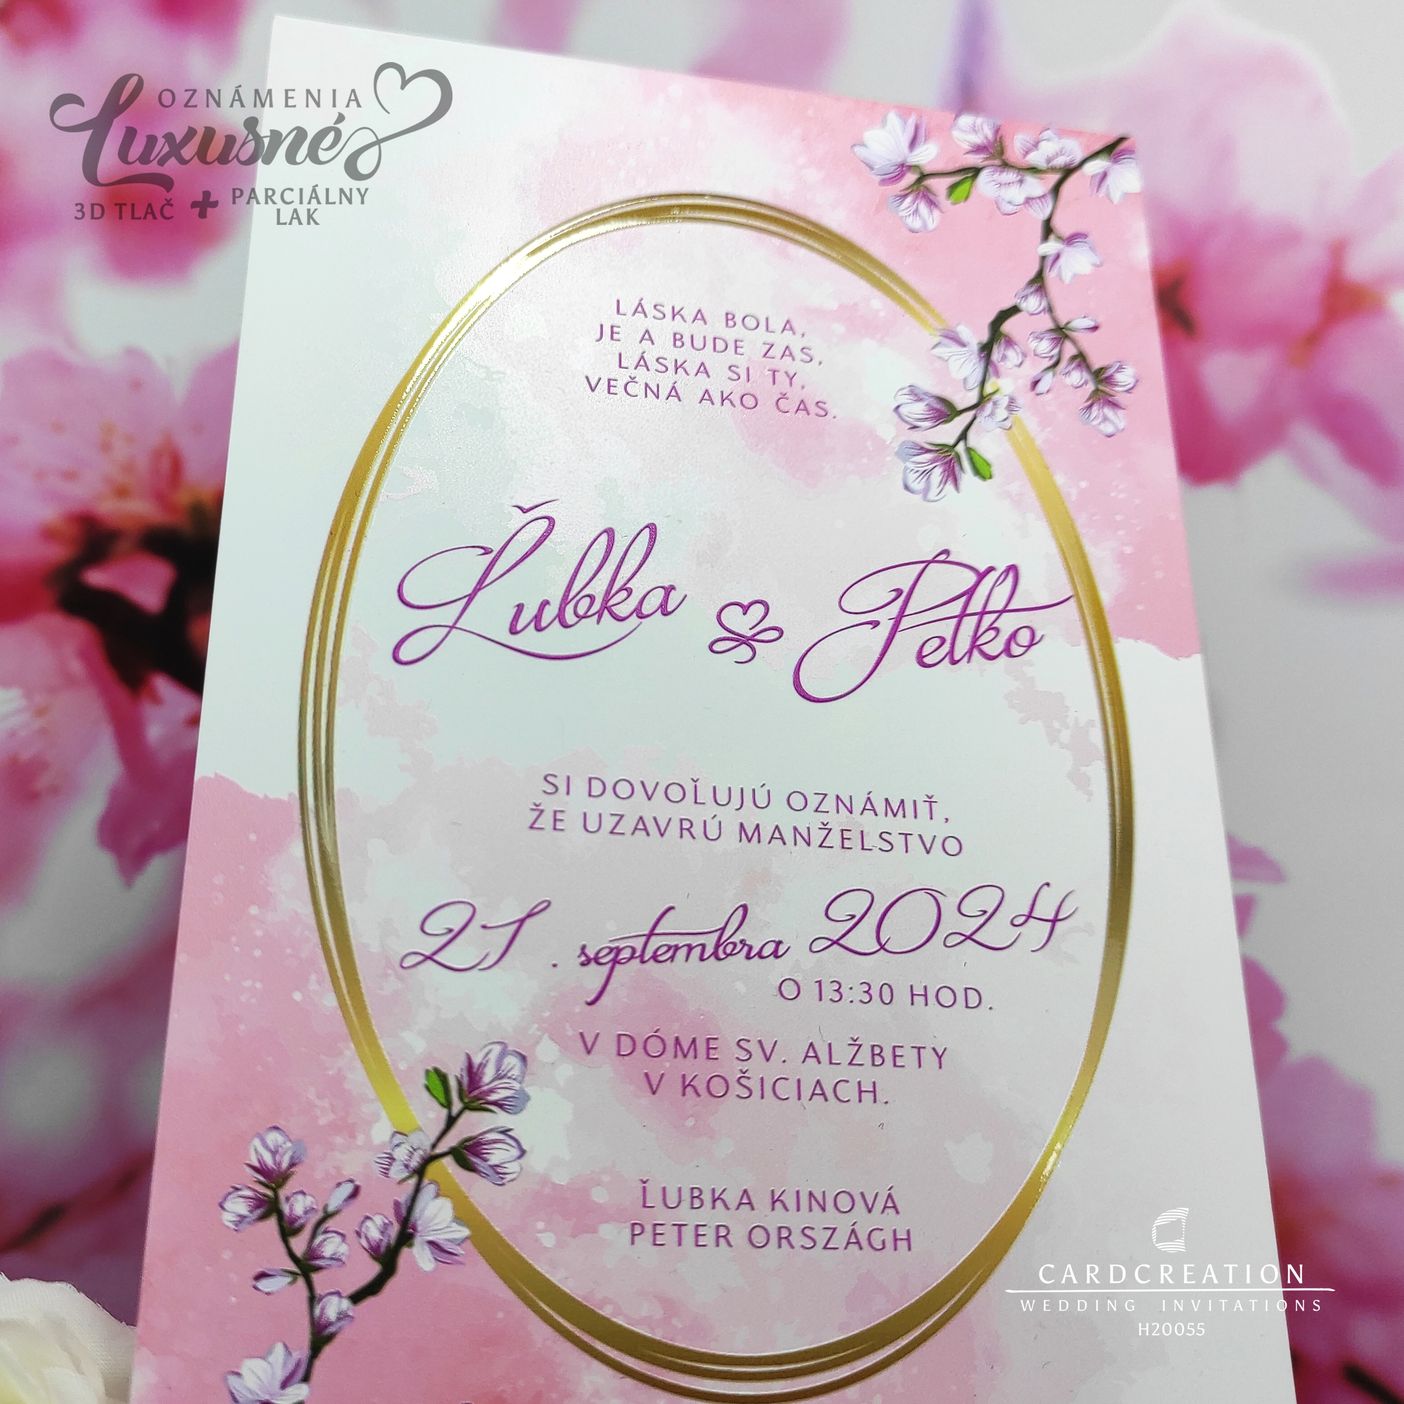 OZNÁMENIA
Luxusné
3D TLAČ + PARCIÁLNY
LAK
LÁSKA BOLA,
JE A BUDE ZAS,
LÁSKA SI TY,
VEČNÁ AKO ČAS.
Ľubka Peťko
SI DOVOĽUJÚ OZNÁMIŤ,
ŽE UZAVRÚ MANŽELSTVO
21. septembra 2024
O 13:30 HOD.
V DÓME SV. ALŽBETY
V KOŠICIACH.
ĽUBKA KINOVÁ
PETER ORSZÁGH
CARDCREATION
WEDDING INVITATIONS
H20055